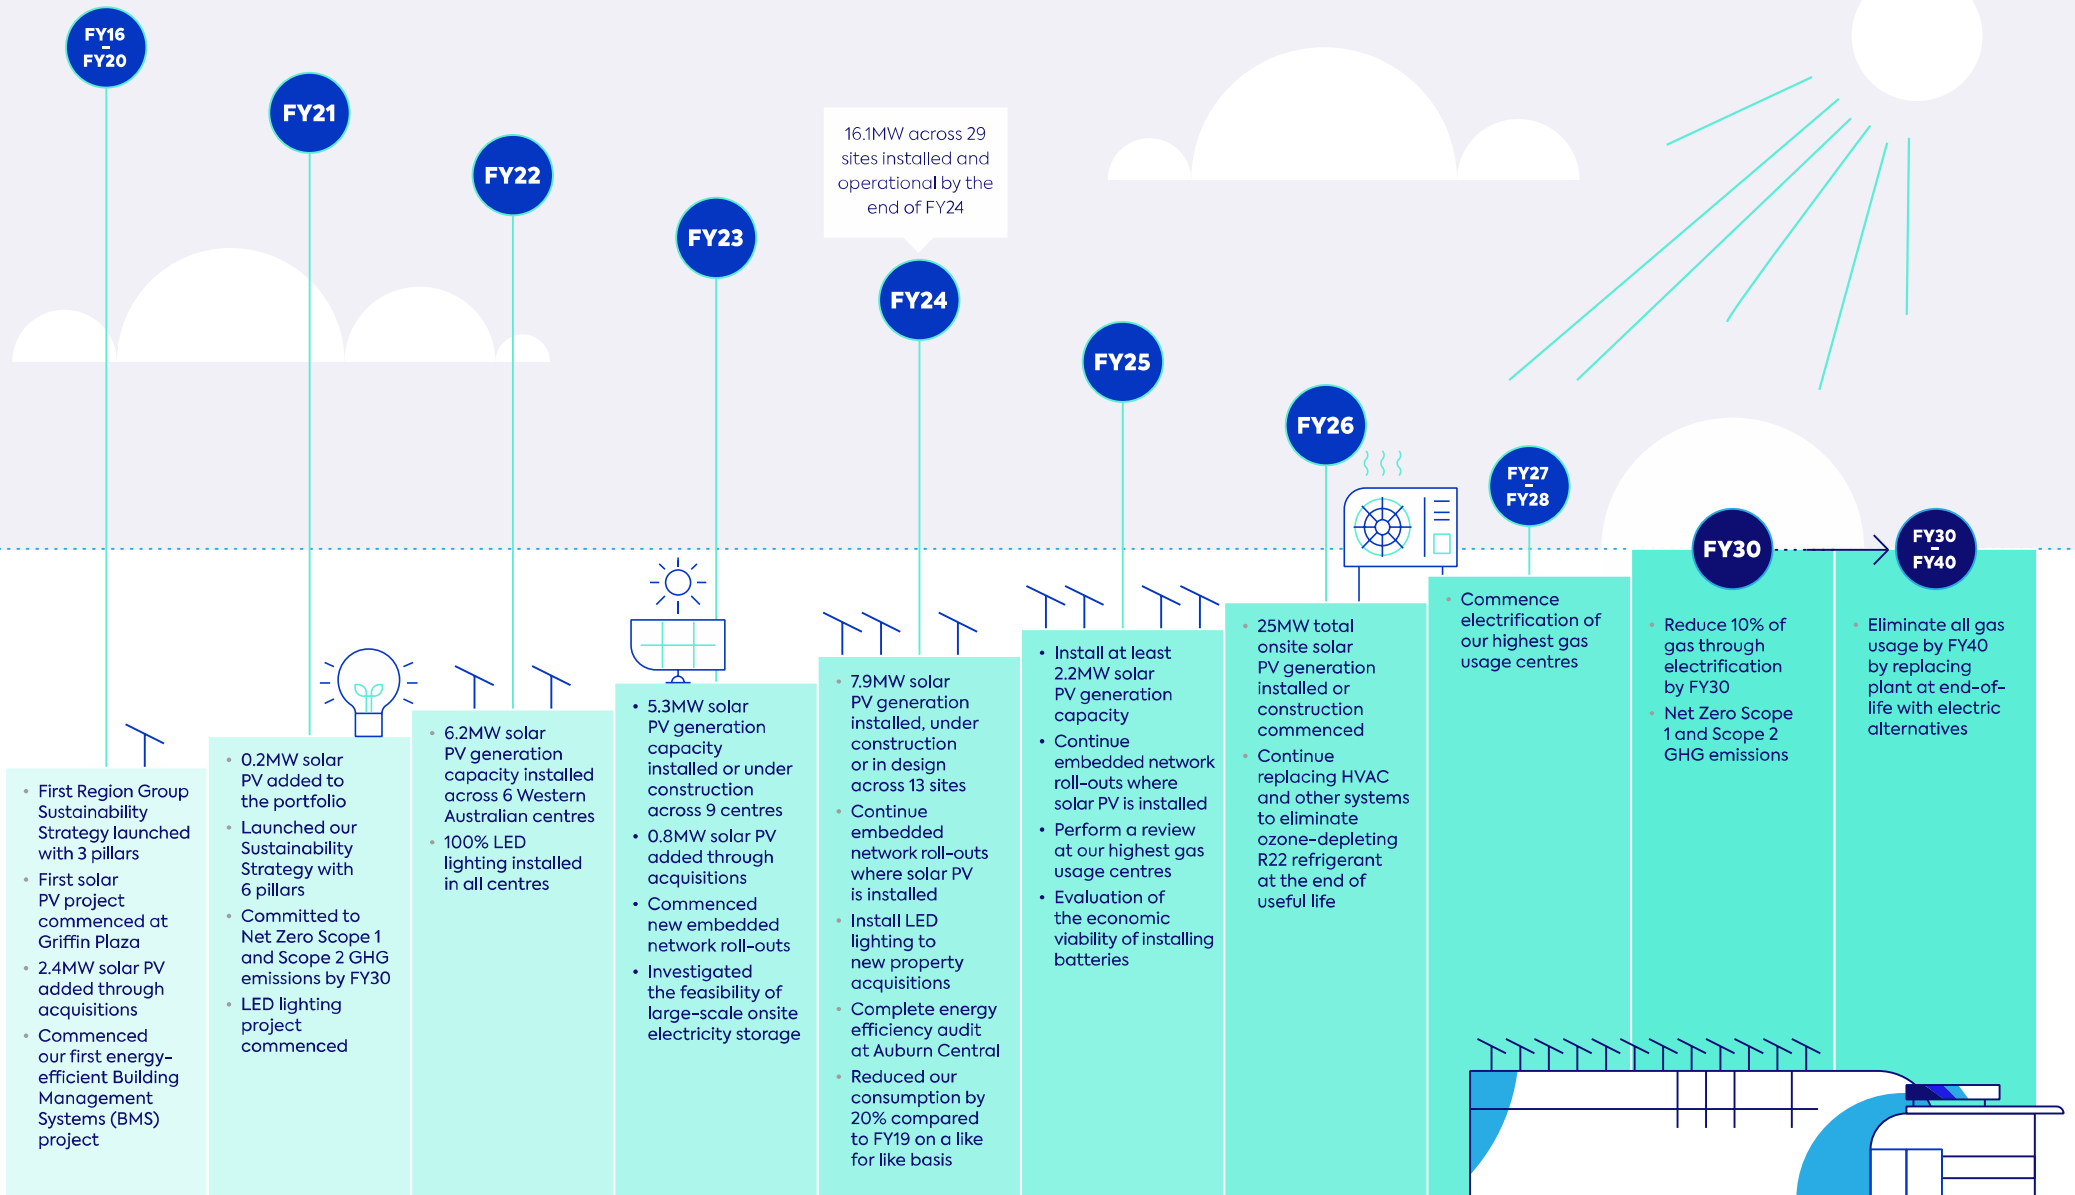 FY16
–
FY20
• First Region Group
Sustainability
Strategy launched
with 3 pillars
• First solar
PV project
commenced at
Griffin Plaza
• 2.4MW solar PV
added through
acquisitions
• Commenced
our first energy-
efficient Building
Management
Systems (BMS)
project
FY21
• 0.2MW solar
PV added to
the portfolio
• Launched our
Sustainability
Strategy with
6 pillars
• Committed to
Net Zero Scope 1
and Scope 2 GHG
emissions by FY30
• LED lighting
project
commenced
FY22
• 6.2MW solar
PV generation
capacity installed
across 6 Western
Australian centres
• 100% LED
lighting installed
in all centres
FY23
• 5.3MW solar
PV generation
capacity
installed or under
construction
across 9 centres
• 0.8MW solar PV
added through
acquisitions
• Commenced
new embedded
network roll-outs
• Investigated
the feasibility of
large-scale onsite
electricity storage
16.1MW across 29
sites installed and
operational by the
end of FY24
FY24
• 7.9MW solar
PV generation
installed, under
construction
or in design
across 13 sites
• Continue
embedded
network roll-outs
where solar PV
is installed
• Install LED
lighting to
new property
acquisitions
• Complete energy
efficiency audit
at Auburn Central
• Reduced our
consumption by
20% compared
to FY19 on a like
for like basis
FY25
• Install at least
2.2MW solar
PV generation
capacity
• Continue
embedded network
roll-outs where
solar PV is installed
• Perform a review
at our highest gas
usage centres
• Evaluation of
the economic
viability of installing
batteries
FY26
• 25MW total
onsite solar
PV generation
installed or
construction
commenced
• Continue
replacing HVAC
and other systems
to eliminate
ozone-depleting
R22 refrigerant
at the end of
useful life
FY27
–
FY28
• Commence
electrification of
our highest gas
usage centres
FY30
• Reduce 10% of
gas through
electrification
by FY30
• Net Zero Scope
1 and Scope 2
GHG emissions
FY30
–
FY40
• Eliminate all gas
usage by FY40
by replacing
plant at end-of-
life with electric
alternatives